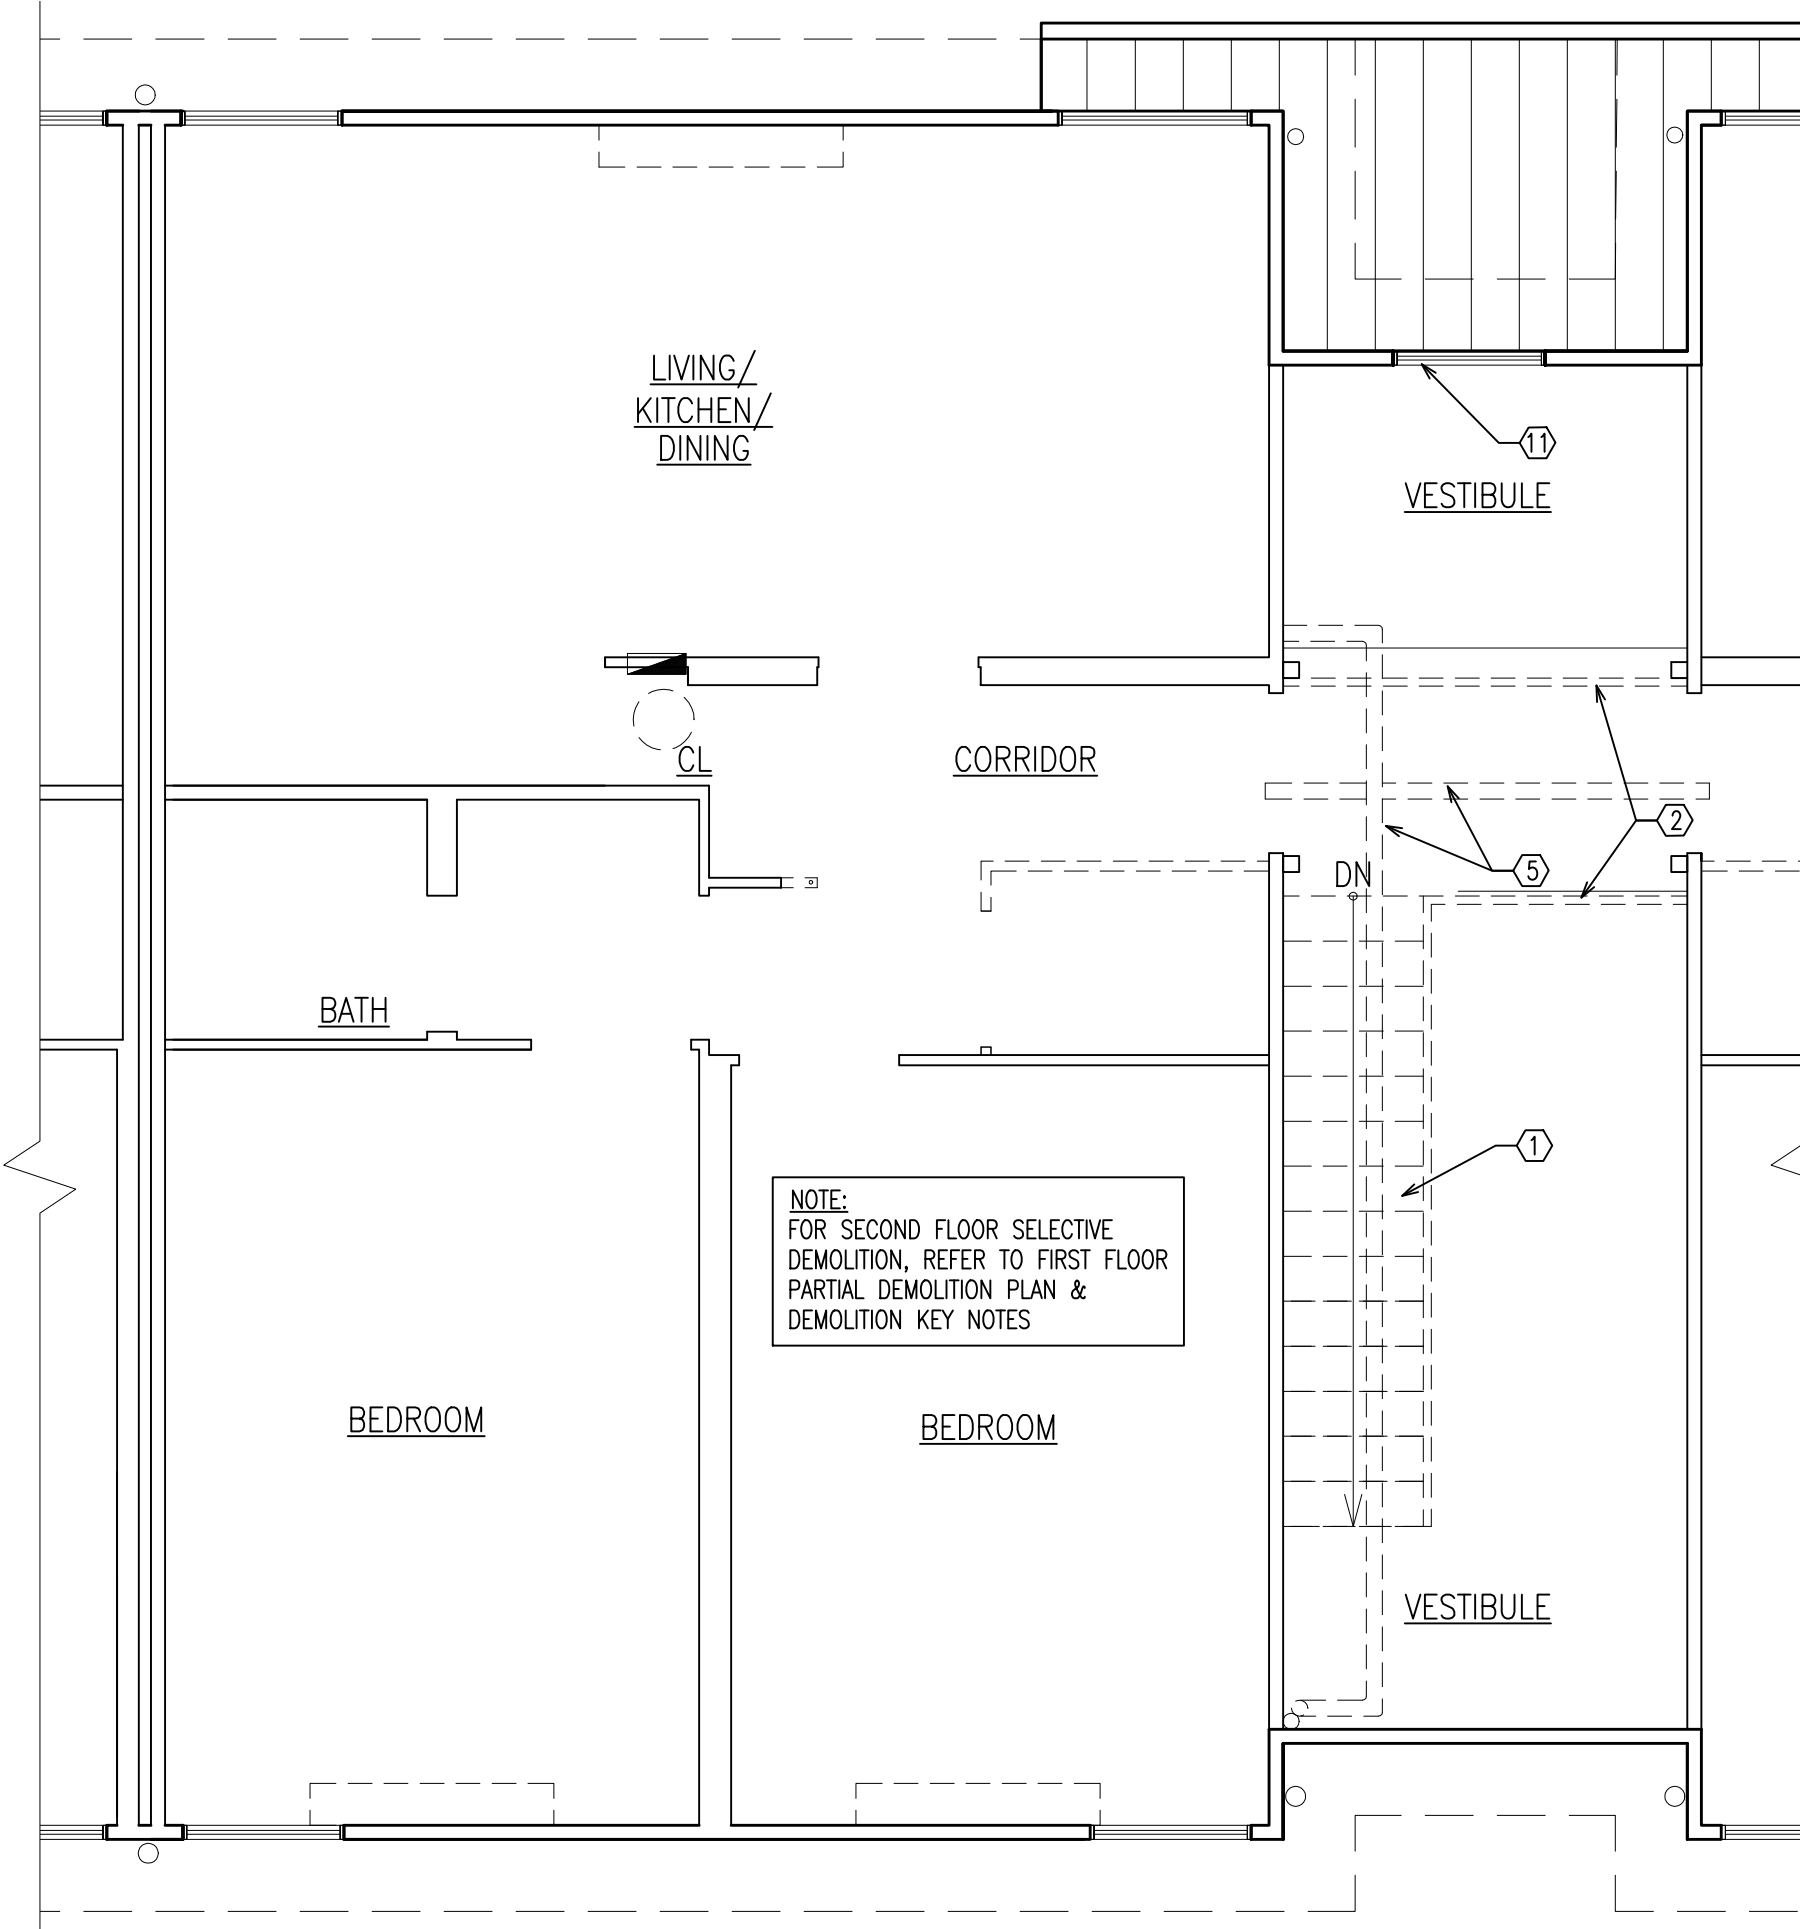 LIVING/
KITCHEN/
DINING
11
VESTIBULE
CL
CORRIDOR
2
5
DN
BATH
1
NOTE:
FOR SECOND FLOOR SELECTIVE
DEMOLITION, REFER TO FIRST FLOOR
PARTIAL DEMOLITION PLAN &
DEMOLITION KEY NOTES
BEDROOM
BEDROOM
VESTIBULE